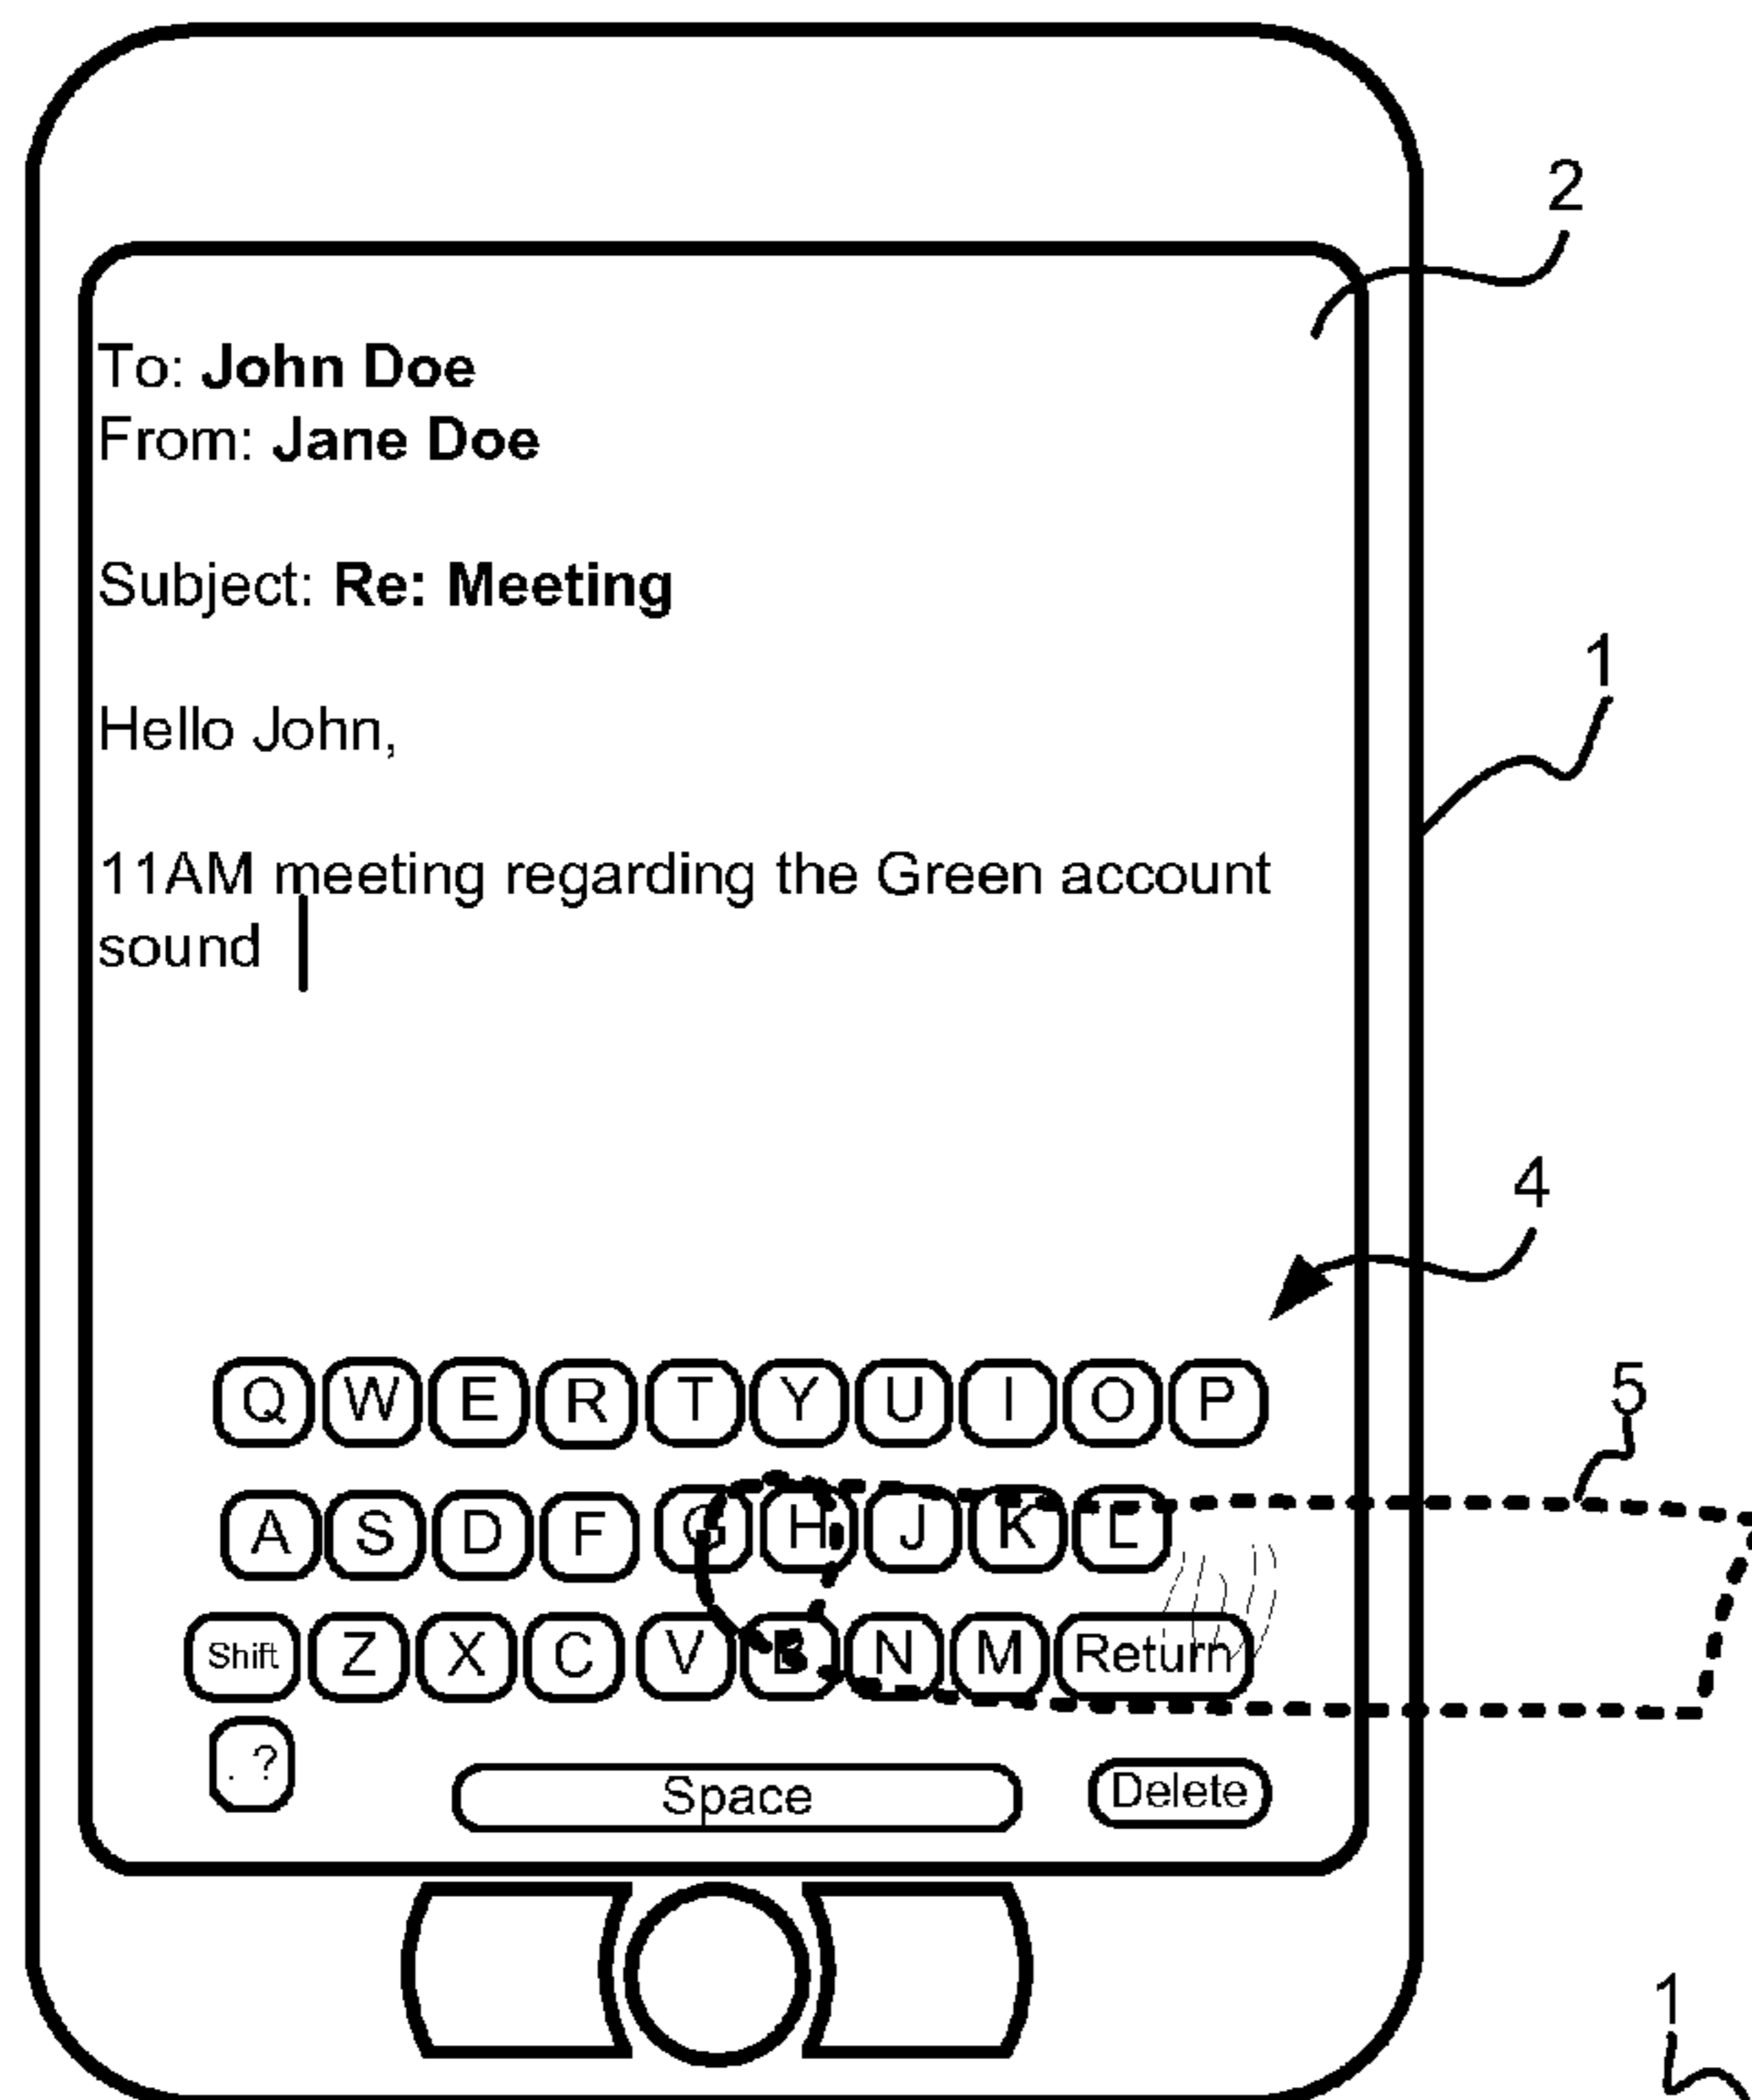 2
To: John Doe
From: Jane Doe
Subject: Re: Meeting
1
Hello John,
11AM meeting regarding the Green account
sound
4
5
Q W E R T Y U I O P
A S D F G H J K L
Shift Z X C V B N M Return
. ?
Space Delete
1